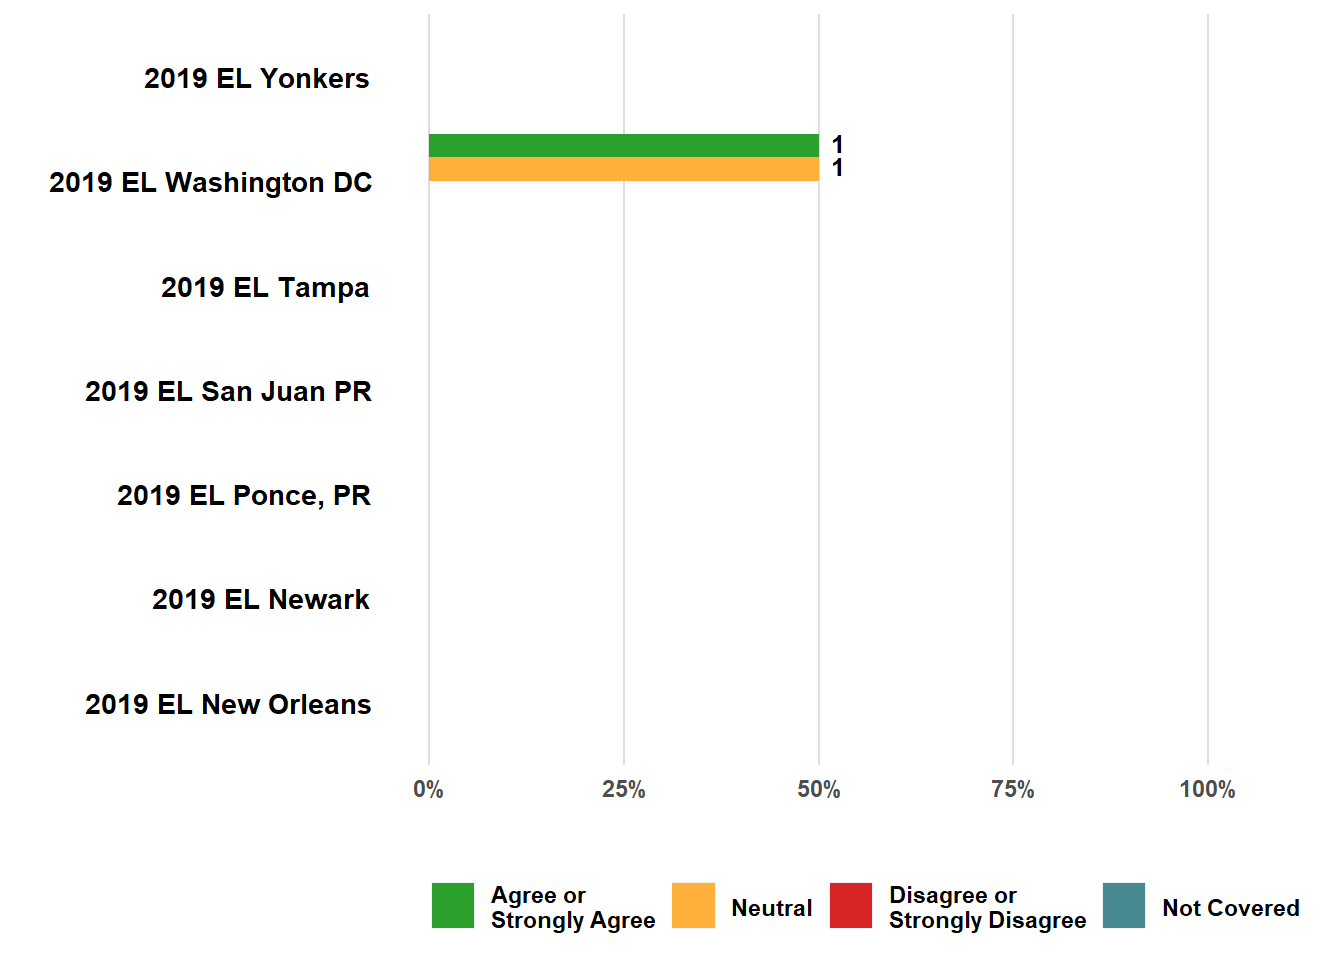 2019 EL Yonkers
1
1
2019 EL Washington DC
2019 EL Tampa
2019 EL San Juan PR
2019 EL Ponce, PR
2019 EL Newark
2019 EL New Orleans
0% 25% 50% 75% 100%
Agree or
Strongly Agree
Neutral
Disagree or
Strongly Disagree
Not Covered